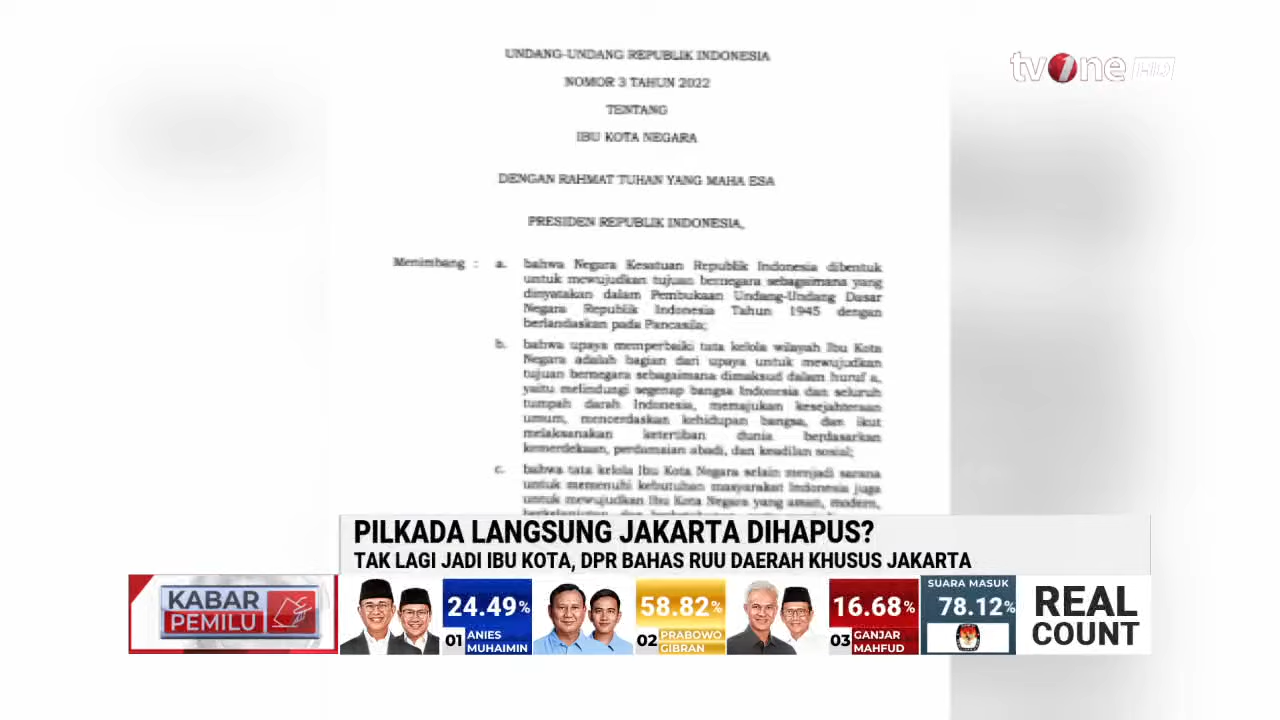 UNDANG-UNDANG REPUBLIK INDONESIA
NOMOR 3 TAHUN 2022
TENTANG
IBU KOTA NEGARA
DENGAN RAHMAT TUHAN YANG MAHA ESA
PRESIDEN REPUBLIK INDONESIA,
Menimbang : a. bahwa Negara Kesatuan Republik Indonesia dibentuk
untuk mewujudkan tujuan bernegara sebagaimana yang
dinyatakan dalam Pembukaan Undang-Undang Dasar
Negara Republik Indonesia Tahun 1945 dengan
berlandaskan pada Pancasila;
b. bahwa upaya memperbaiki tata kelola wilayah Ibu Kota
Negara adalah bagian dari upaya untuk mewujudkan
tujuan bernegara sebagaimana dimaksud dalam huruf a,
yaitu melindungi segenap bangsa Indonesia dan seluruh
tumpah darah Indonesia, memajukan kesejahteraan
umum, mencerdaskan kehidupan bangsa, dan ikut
melaksanakan ketertiban dunia berdasarkan
kemerdekaan, perdamaian abadi, dan keadilan sosial;
c. bahwa tata kelola Ibu Kota Negara selain menjadi sarana
untuk memenuhi kebutuhan masyarakat Indonesia juga
untuk mewujudkan Ibu Kota Negara yang aman, modern,
tvOne HD
PILKADA LANGSUNG JAKARTA DIHAPUS?
TAK LAGI JADI IBU KOTA, DPR BAHAS RUU DAERAH KHUSUS JAKARTA
KABAR
PEMILU
24.49%
01 ANIES
MUHAIMIN
58.82%
02 PRABOWO
GIBRAN
16.68%
03 GANJAR
MAHFUD
SUARA MASUK
78.12%
REAL
COUNT